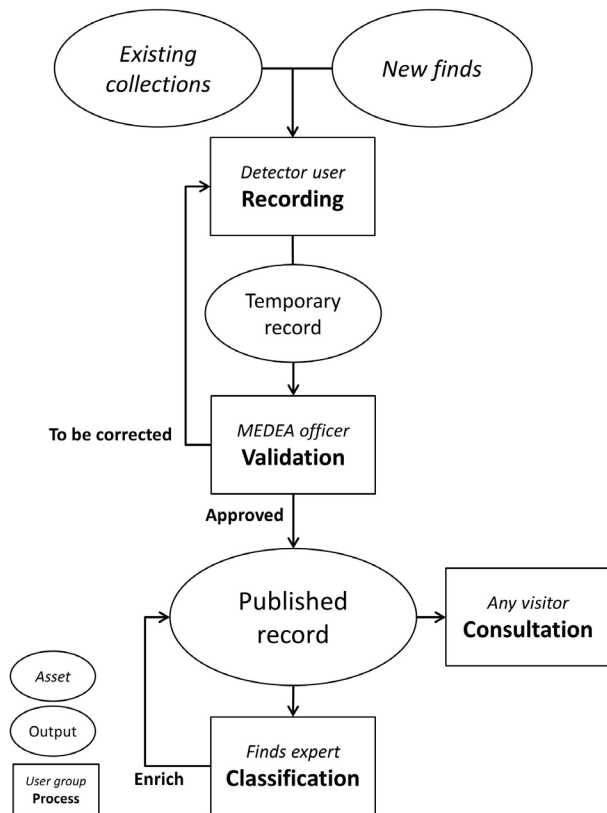 Existing
collections
New finds
Detector user
Recording
Temporary
record
To be corrected
MEDEA officer
Validation
Approved
Published
record
Any visitor
Consultation
Asset
Output
User group
Process
Enrich
Finds expert
Classification